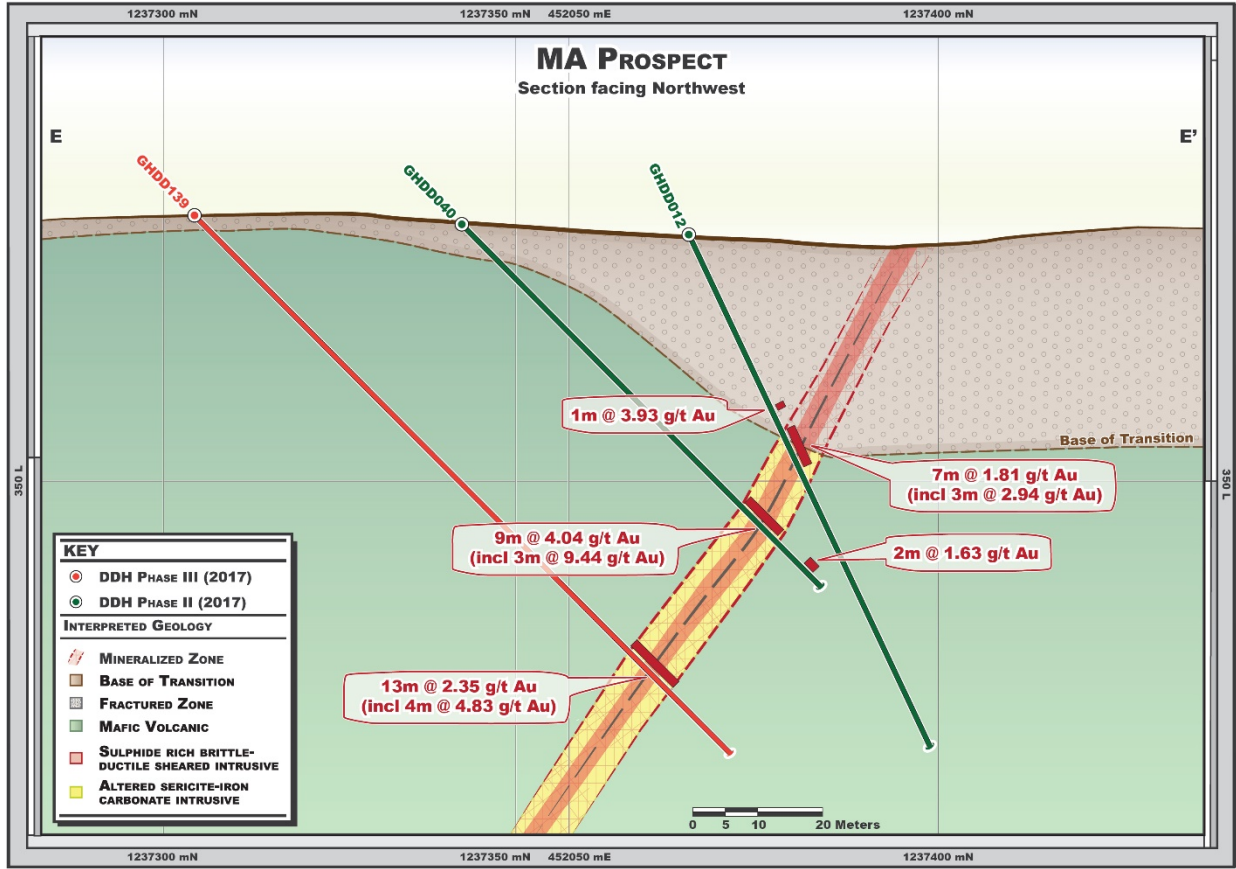 1237300 mN
1237350 mN
452050 mE
1237400 mN
MA Prospect
Section facing Northwest
E
E'
GHDD139
GHDD040
GHDD012
1m @ 3.93 g/t Au
Base of Transition
7m @ 1.81 g/t Au
(incl 3m @ 2.94 g/t Au)
350 L
350 L
9m @ 4.04 g/t Au
(incl 3m @ 9.44 g/t Au)
2m @ 1.63 g/t Au
13m @ 2.35 g/t Au
(incl 4m @ 4.83 g/t Au)
KEY
DDH Phase III (2017)
DDH Phase II (2017)
Interpreted Geology
Mineralized Zone
Base of Transition
Fractured Zone
Mafic Volcanic
Sulphide rich brittle-
ductile sheared intrusive
Altered sericite-iron
carbonate intrusive
0 5 10 20 Meters
1237300 mN
1237350 mN
452050 mE
1237400 mN